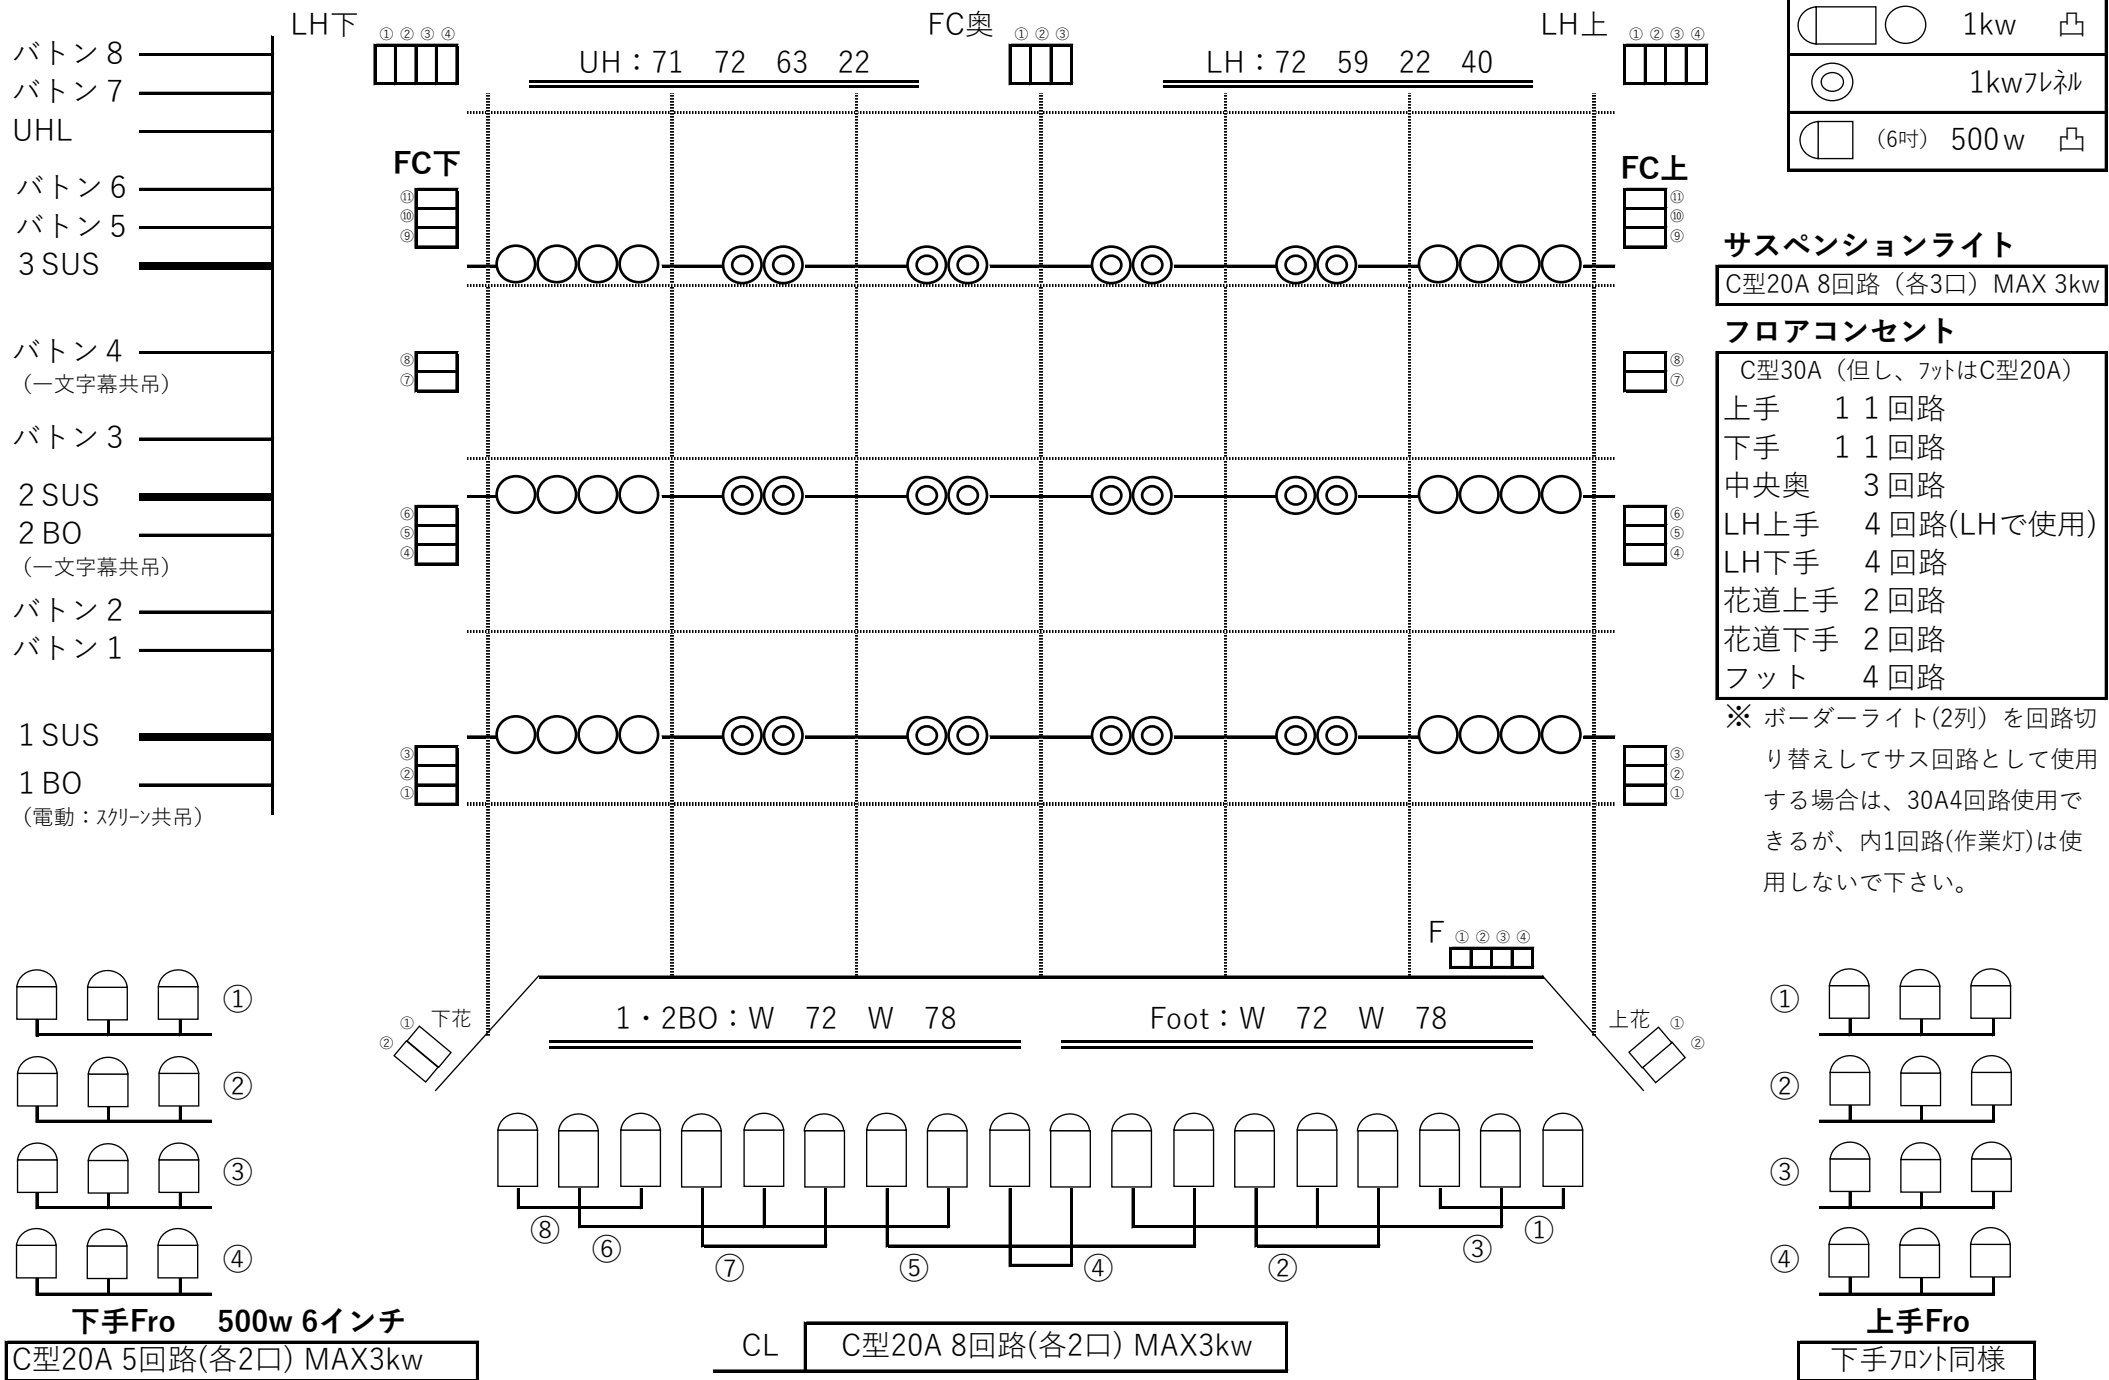 LH下
① ② ③ ④
FC奥
① ② ③
LH上
① ② ③ ④
1kw 凸
1kwﾌﾚﾈﾙ
(6吋) 500w 凸
UH：71 72 63 22
LH：72 59 22 40
バトン8
バトン7
UHL
バトン6
バトン5
3 SUS
バトン4
（一文字幕共吊）
バトン3
2 SUS
2 BO
（一文字幕共吊）
バトン2
バトン1
1 SUS
1 BO
（電動：ｽｸﾘｰﾝ共吊）
FC下
⑪
⑩
⑨
⑧
⑦
⑥
⑤
④
③
②
①
FC上
⑪
⑩
⑨
⑧
⑦
⑥
⑤
④
③
②
①
サスペンションライト
C型20A 8回路（各3口）MAX 3kw
フロアコンセント
C型30A（但し、ﾌｯﾄはC型20A）
上手 11回路
下手 11回路
中央奥 3回路
LH上手 4回路(LHで使用)
LH下手 4回路
花道上手 2回路
花道下手 2回路
フット 4回路
※ ボーダーライト(2列）を回路切
り替えしてサス回路として使用
する場合は、30A4回路使用で
きるが、内1回路(作業灯)は使
用しないで下さい。
F ① ② ③ ④
① 下花
②
1・2BO：W 72 W 78
Foot：W 72 W 78
上花 ①
②
①
②
③
④
下手Fro 500w 6インチ
C型20A 5回路(各2口) MAX3kw
⑧ ⑥ ⑦ ⑤ ④ ② ③ ①
CL C型20A 8回路(各2口) MAX3kw
①
②
③
④
上手Fro
下手ﾌﾛﾝﾄ同様